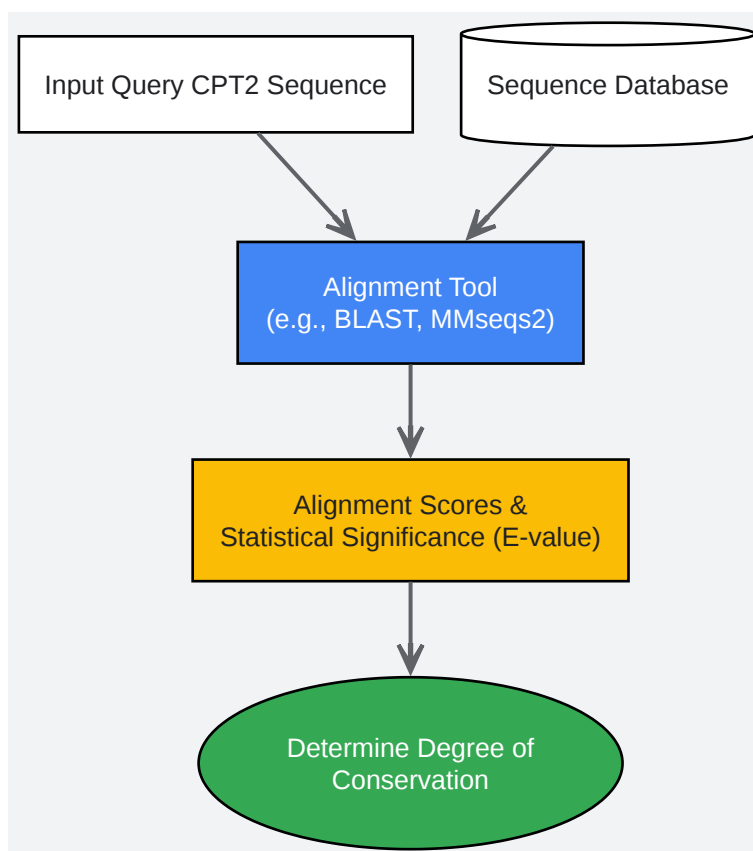 Input Query CPT2 Sequence
Sequence Database
Alignment Tool
(e.g., BLAST, MMseqs2)
Alignment Scores &
Statistical Significance (E-value)
Determine Degree of
Conservation